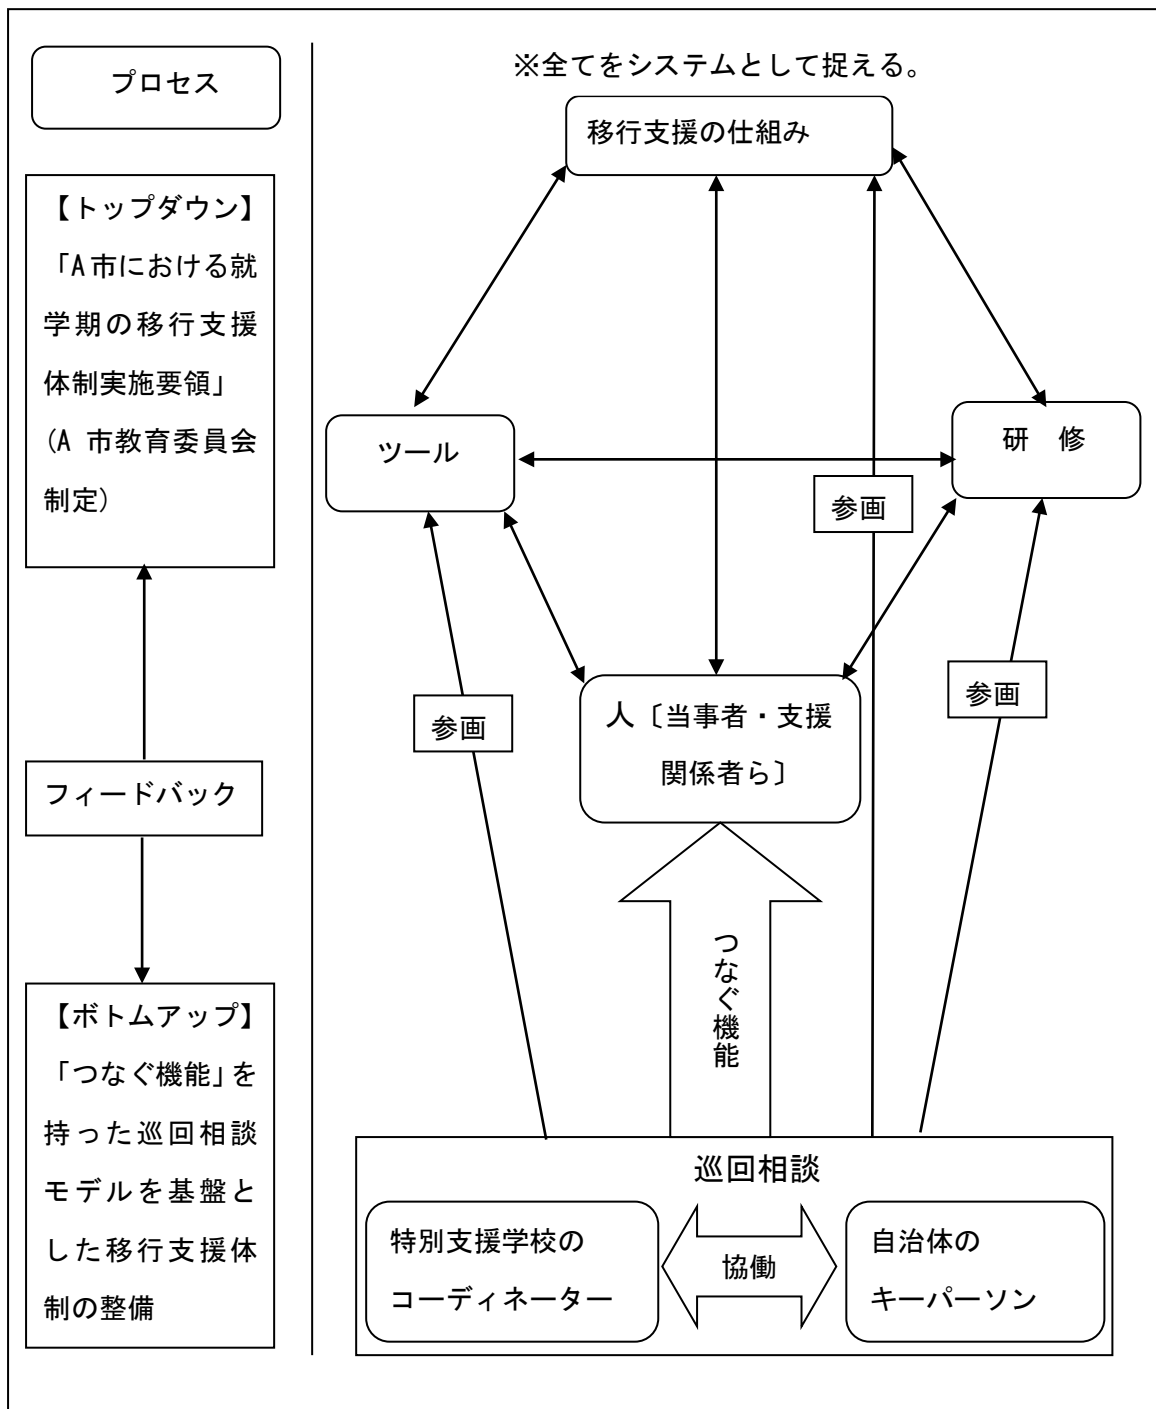 プロセス
【トップダウン】
「A市における就
学期の移行支援
体制実施要領」
(A 市教育委員会
制定)
フィードバック
【ボトムアップ】
「つなぐ機能」を
持った巡回相談
モデルを基盤と
した移行支援体
制の整備
※全てをシステムとして捉える。
移行支援の仕組み
ツール
研 修
参画
人〔当事者・支援
関係者ら〕
参画
参画
つなぐ機能
巡回相談
特別支援学校の
コーディネーター
協働
自治体の
キーパーソン